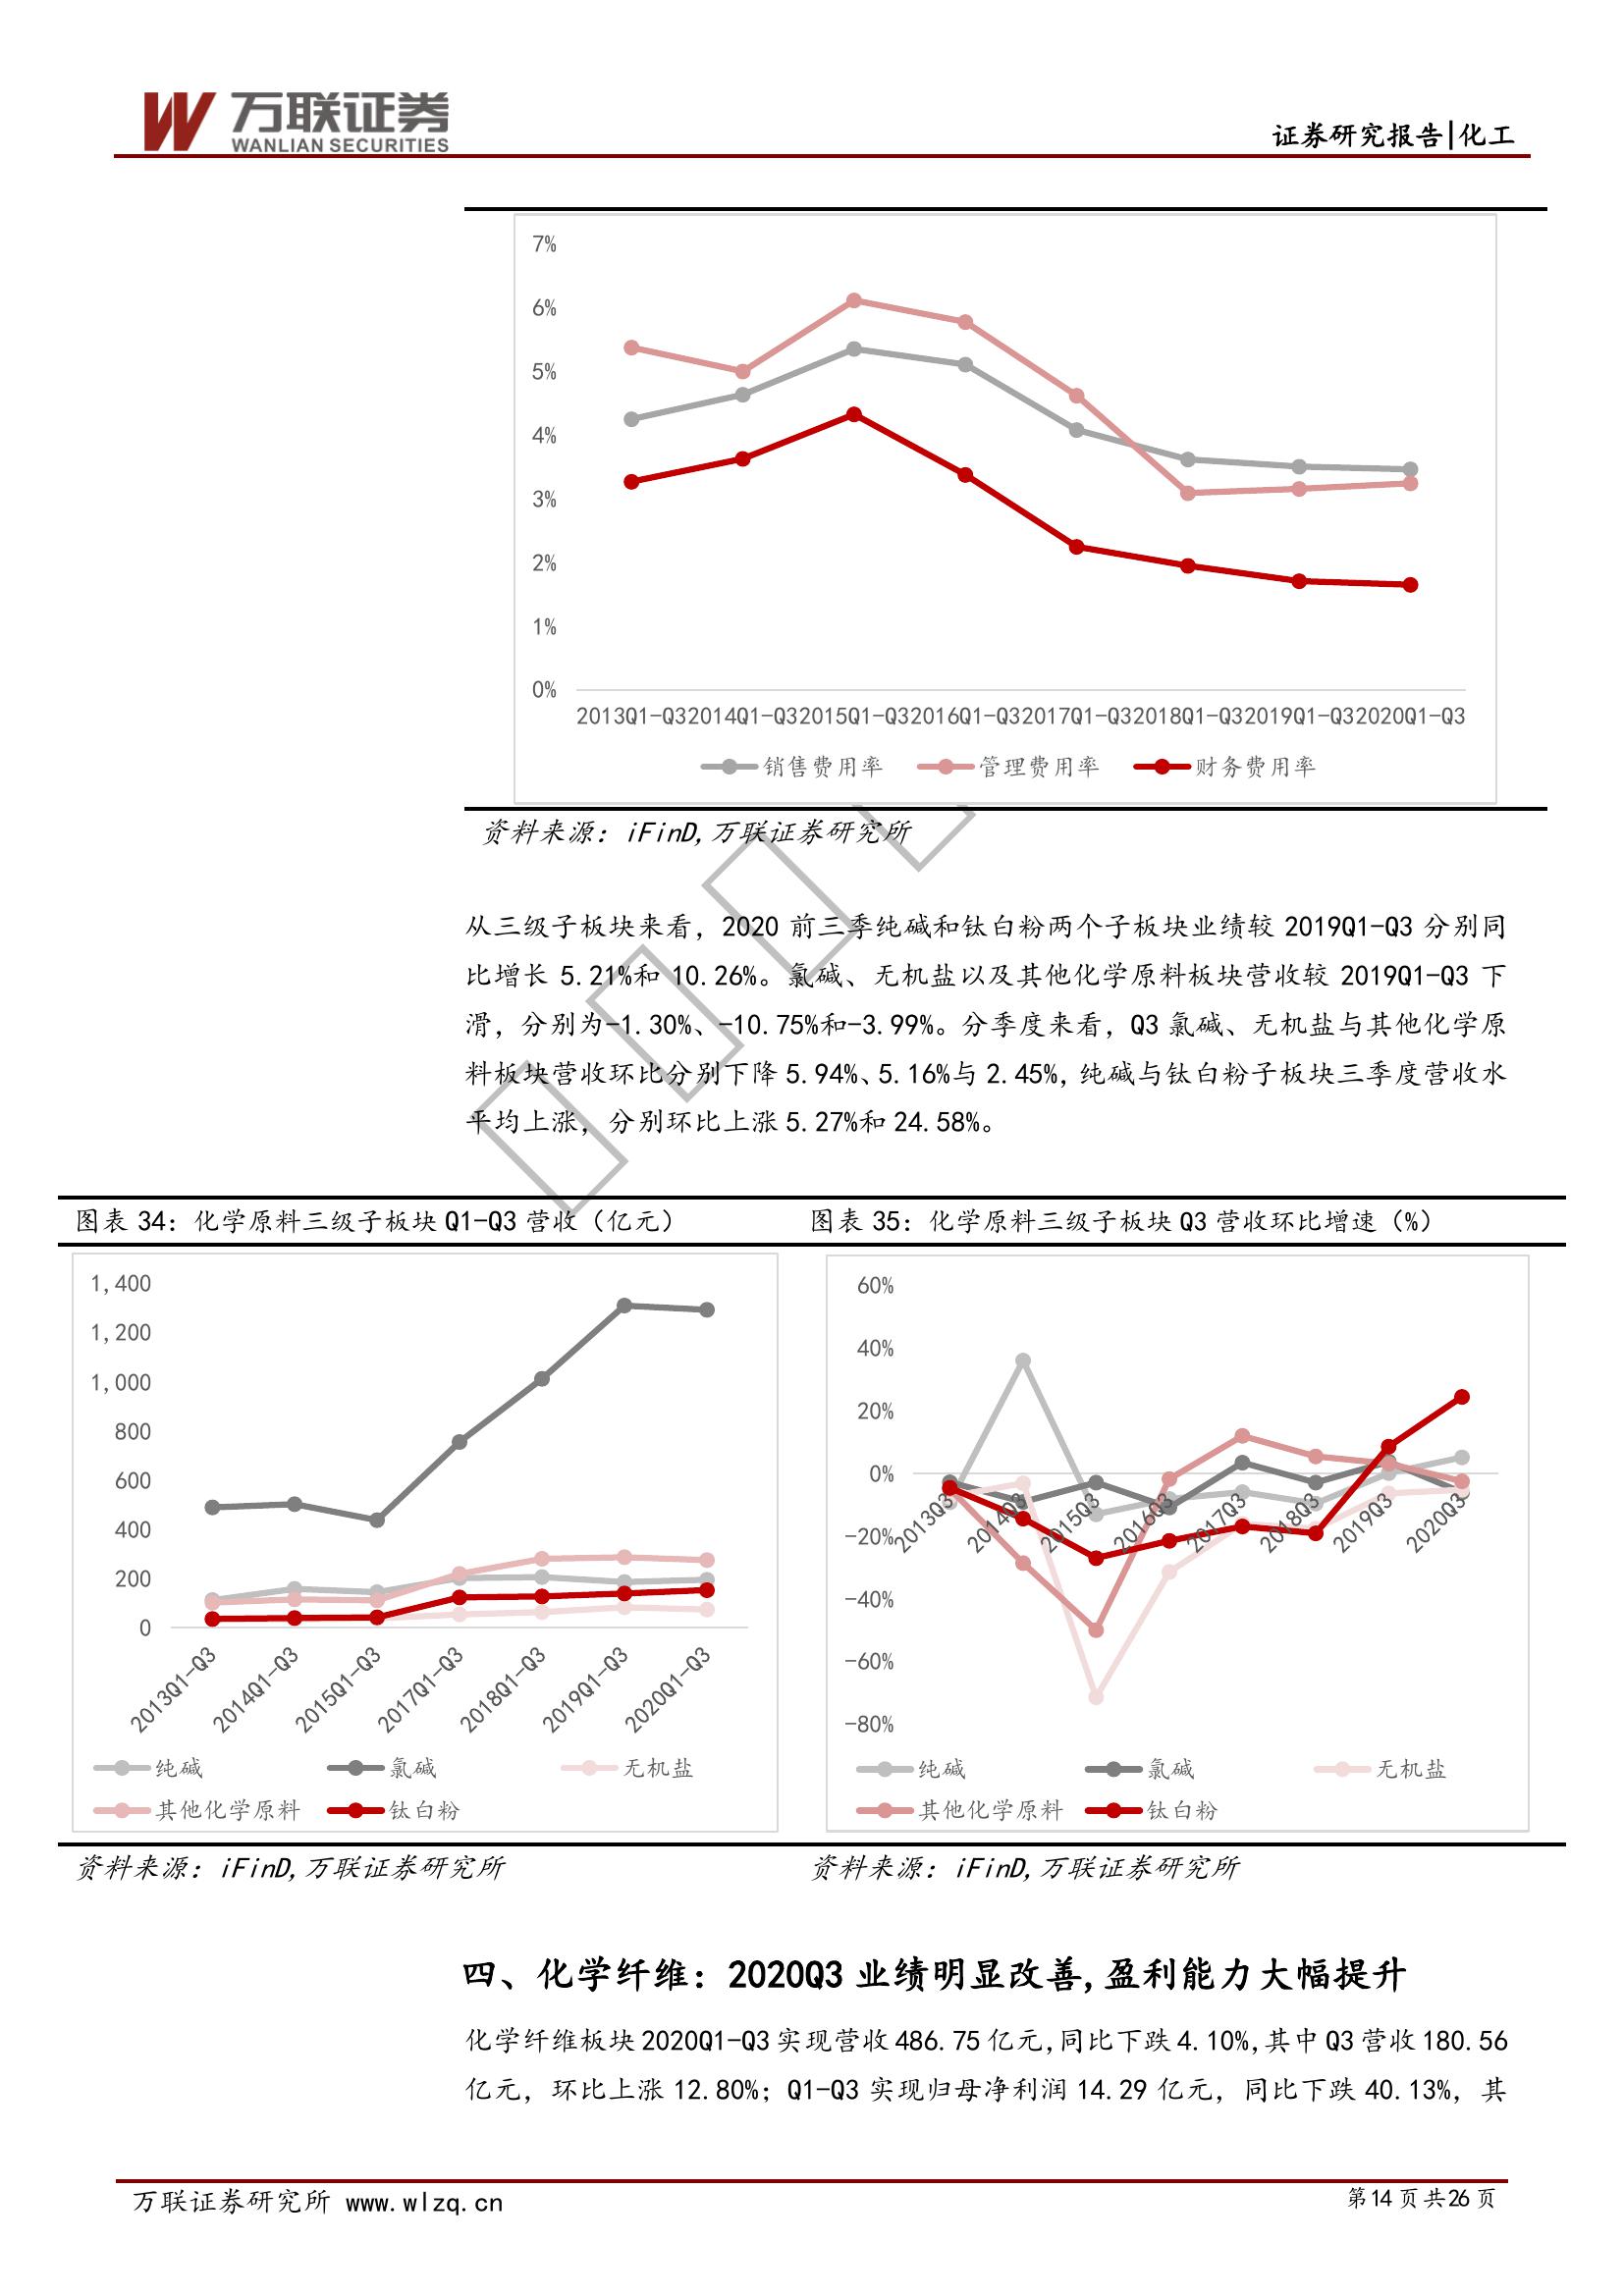 万联证券
WANLIAN SECURITIES
证券研究报告|化工
7%
6%
5%
4%
3%
2%
1%
0%
2013Q1-Q32014Q1-Q32015Q1-Q32016Q1-Q32017Q1-Q32018Q1-Q32019Q1-Q32020Q1-Q3
销售费用率 管理费用率 财务费用率
资料来源：iFinD,万联证券研究所
从三级子板块来看，2020 前三季纯碱和钛白粉两个子板块业绩较 2019Q1-Q3 分别同
比增长 5.21%和 10.26%。氯碱、无机盐以及其他化学原料板块营收较 2019Q1-Q3 下
滑，分别为-1.30%、-10.75%和-3.99%。分季度来看，Q3 氯碱、无机盐与其他化学原
料板块营收环比分别下降 5.94%、5.16%与 2.45%,纯碱与钛白粉子板块三季度营收水
平均上涨，分别环比上涨 5.27%和 24.58%。
图表 34：化学原料三级子板块 Q1-Q3 营收（亿元）
1,400
1,200
1,000
800
600
400
200
0
2013Q1-Q3 2014Q1-Q3 2015Q1-Q3 2017Q1-Q3 2018Q1-Q3 2019Q1-Q3 2020Q1-Q3
纯碱 氯碱 无机盐
其他化学原料 钛白粉
资料来源：iFinD,万联证券研究所
图表 35：化学原料三级子板块 Q3 营收环比增速（%）
60%
40%
20%
0%
-20%
-40%
-60%
-80%
2013Q3 2014Q3 2015Q3 2016Q3 2017Q3 2018Q3 2019Q3 2020Q3
纯碱 氯碱 无机盐
其他化学原料 钛白粉
资料来源：iFinD,万联证券研究所
四、化学纤维：2020Q3 业绩明显改善,盈利能力大幅提升
化学纤维板块 2020Q1-Q3 实现营收 486.75 亿元,同比下跌 4.10%,其中 Q3 营收 180.56
亿元，环比上涨 12.80%；Q1-Q3 实现归母净利润 14.29 亿元，同比下跌 40.13%，其
万联证券研究所 www.wlzq.cn
第 14 页 共 26 页